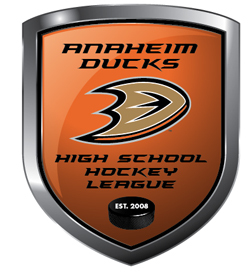 ANAHEIM
DUCKS
HIGH SCHOOL
HOCKEY
LEAGUE
EST. 2008